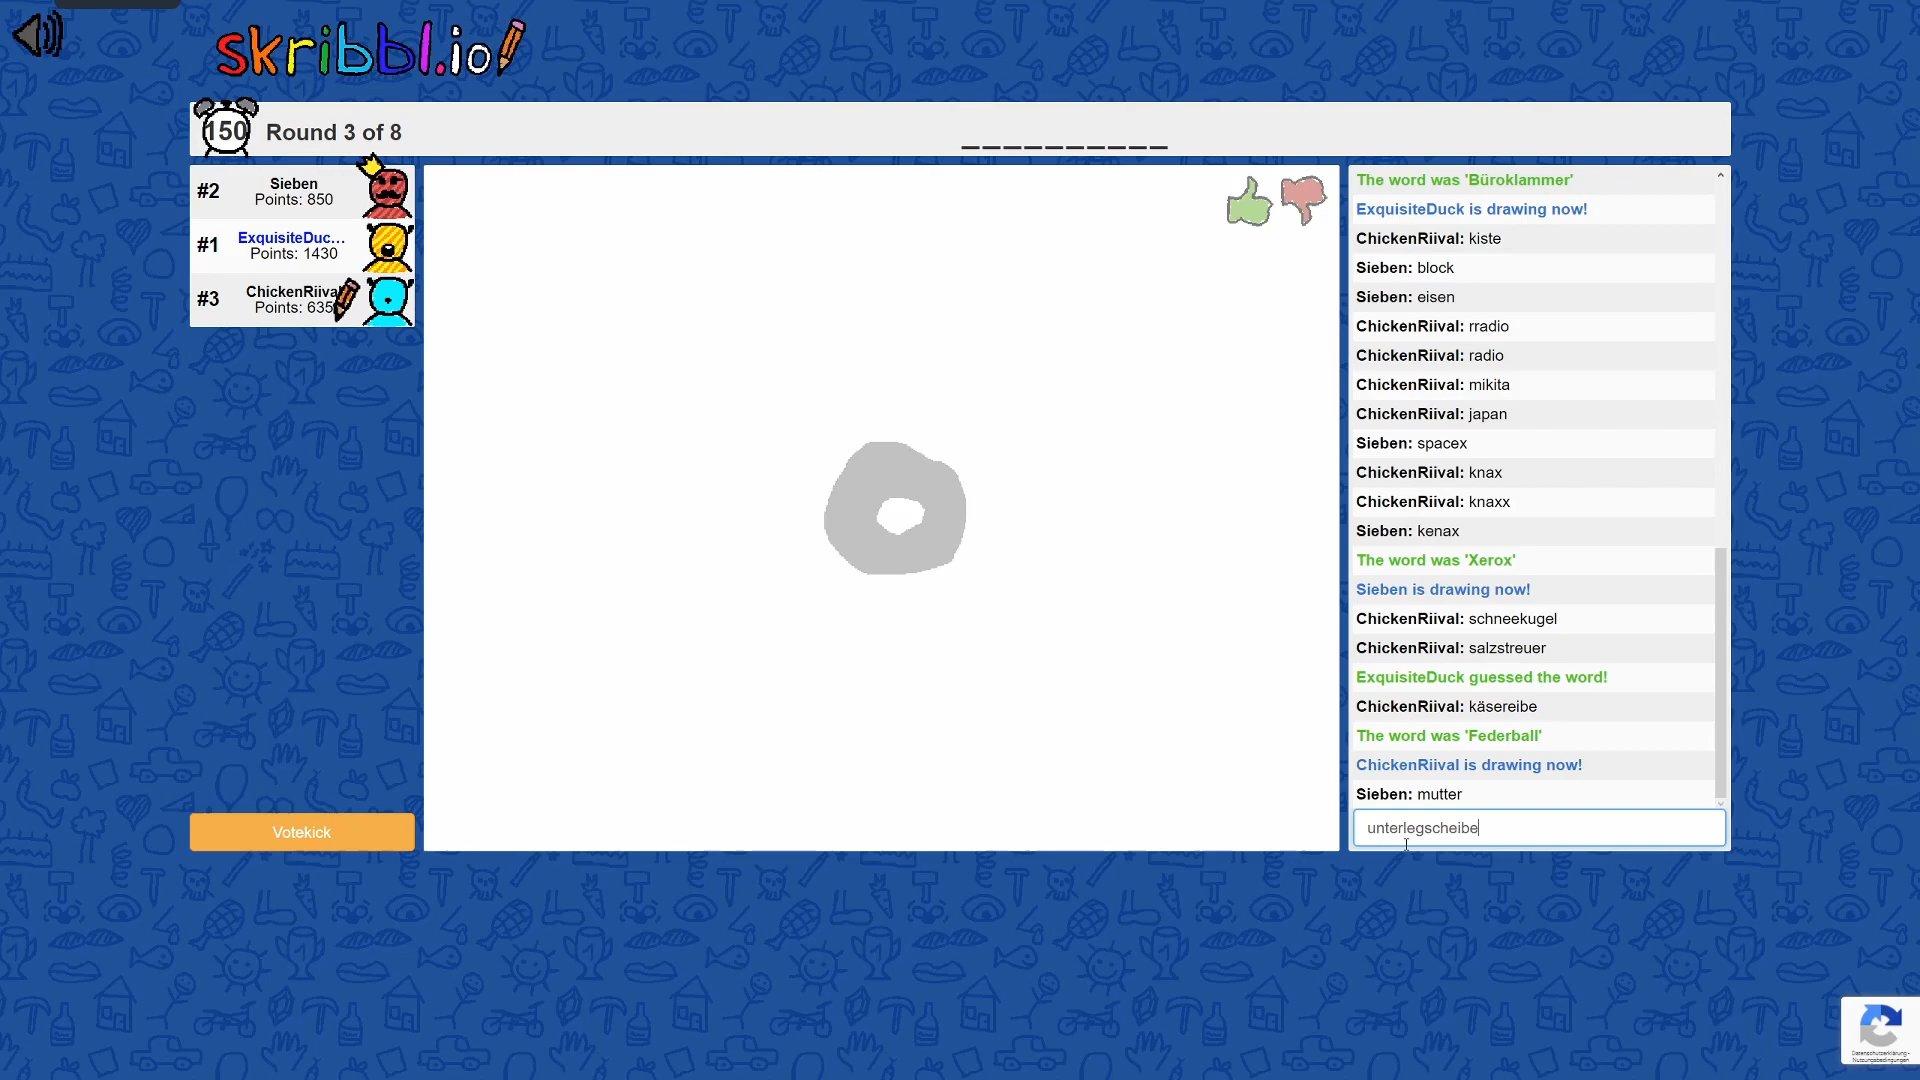 skribbl.io
150
Round 3 of 8
__________
#2
Sieben
Points: 850
#1
ExquisiteDuc...
Points: 1430
#3
ChickenRiival
Points: 635
Votekick
The word was 'Büroklammer'
ExquisiteDuck is drawing now!
ChickenRiival: kiste
Sieben: block
Sieben: eisen
ChickenRiival: rradio
ChickenRiival: radio
ChickenRiival: mikita
ChickenRiival: japan
Sieben: spacex
ChickenRiival: knax
ChickenRiival: knaxx
Sieben: kenax
The word was 'Xerox'
Sieben is drawing now!
ChickenRiival: schneekugel
ChickenRiival: salzstreuer
ExquisiteDuck guessed the word!
ChickenRiival: käsereibe
The word was 'Federball'
ChickenRiival is drawing now!
Sieben: mutter
unterlegscheibe
Datenschutzerklärung -
Nutzungsbedingungen